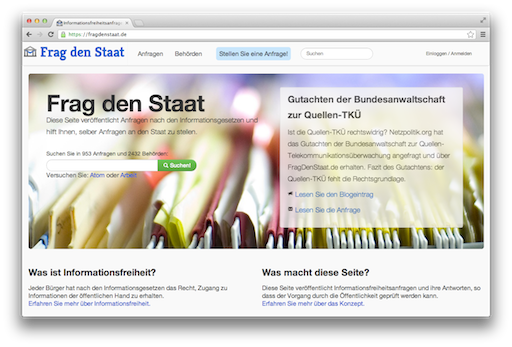 Informationsfreiheitsanfrag
https://fragdenstaat.de
Frag den Staat
Anfragen
Behörden
Stellen Sie eine Anfrage!
Suchen
Einloggen / Anmelden
Frag den Staat
Diese Seite veröffentlicht Anfragen nach den Informationsgesetzen und
hilft Ihnen, selber Anfragen an den Staat zu stellen.
Suchen Sie in 953 Anfragen und 2432 Behörden:
Suchen!
Versuchen Sie: Atom oder Arbeit
Gutachten der Bundesanwaltschaft
zur Quellen-TKÜ
Ist die Quellen-TKÜ rechtswidrig? Netzpolitik.org hat
das Gutachten der Bundesanwaltschaft zur Quellen-
Telekommunikationsüberwachung angefragt und über
FragDenStaat.de erhalten. Fazit des Gutachtens: der
Quellen-TKÜ fehlt die Rechtsgrundlage.
Lesen Sie den Blogeintrag
Lesen Sie die Anfrage
Was ist Informationsfreiheit?
Jeder Bürger hat nach den Informationsgesetzen das Recht, Zugang zu
Informationen der öffentlichen Hand zu erhalten.
Erfahren Sie mehr über Informationsfreiheit.
Was macht diese Seite?
Diese Seite veröffentlicht Informationsfreiheitsanfragen und ihre Antworten, so
dass der Vorgang durch die Öffentlichkeit geprüft werden kann.
Erfahren Sie mehr über das Konzept.